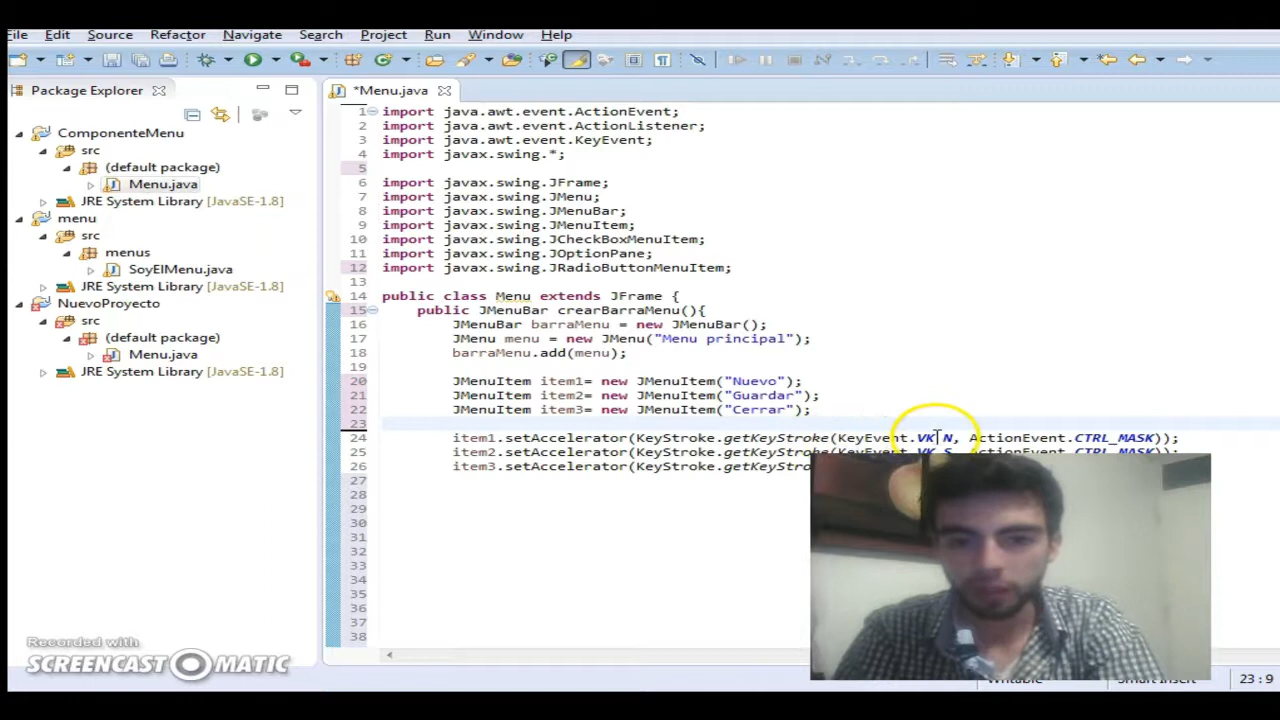 File Edit Source Refactor Navigate Search Project Run Window Help
Package Explorer
*Menu.java
ComponenteMenu
src
(default package)
Menu.java
JRE System Library [JavaSE-1.8]
menu
src
menus
SoyElMenu.java
JRE System Library [JavaSE-1.8]
NuevoProyecto
src
(default package)
Menu.java
JRE System Library [JavaSE-1.8]
1 import java.awt.event.ActionEvent;
2 import java.awt.event.ActionListener;
3 import java.awt.event.KeyEvent;
4 import javax.swing.*;
5
6 import javax.swing.JFrame;
7 import javax.swing.JMenu;
8 import javax.swing.JMenuBar;
9 import javax.swing.JMenuItem;
10 import javax.swing.JCheckBoxMenuItem;
11 import javax.swing.JOptionPane;
12 import javax.swing.JRadioButtonMenuItem;
13
14 public class Menu extends JFrame {
15 public JMenuBar crearBarraMenu(){
16 JMenuBar barraMenu = new JMenuBar();
17 JMenu menu = new JMenu("Menu principal");
18 barraMenu.add(menu);
19
20 JMenuItem item1= new JMenuItem("Nuevo");
21 JMenuItem item2= new JMenuItem("Guardar");
22 JMenuItem item3= new JMenuItem("Cerrar");
23
24 item1.setAccelerator(KeyStroke.getKeyStroke(KeyEvent.VK_N, ActionEvent.CTRL_MASK));
25 item2.setAccelerator(KeyStroke.getKeyStroke(KeyEvent.VK_S, ActionEvent.CTRL_MASK));
26 item3.setAccelerator(KeyStroke.getKeyStro
27
28
29
30
31
32
33
34
35
36
37
38
Recorded with
SCREENCAST MATIC
Writable Smart Insert 23:9